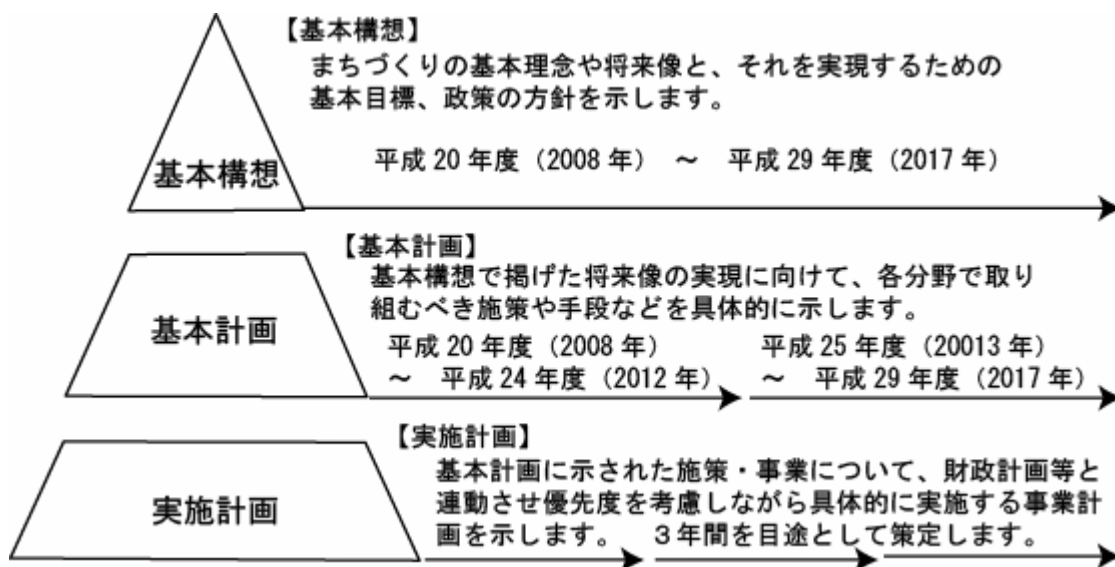 【基本構想】
まちづくりの基本理念や将来像と、それを実現するための
基本目標、政策の方針を示します。
基本構想
平成 20 年度（2008 年） ～ 平成 29 年度（2017 年）
【基本計画】
基本構想で掲げた将来像の実現に向けて、各分野で取り
組むべき施策や手段などを具体的に示します。
基本計画
平成 20 年度（2008 年）
～ 平成 24 年度（2012 年）
平成 25 年度（20013 年）
～ 平成 29 年度（2017 年）
【実施計画】
基本計画に示された施策・事業について、財政計画等と
連動させ優先度を考慮しながら具体的に実施する事業計
画を示します。 ３年間を目途として策定します。
実施計画